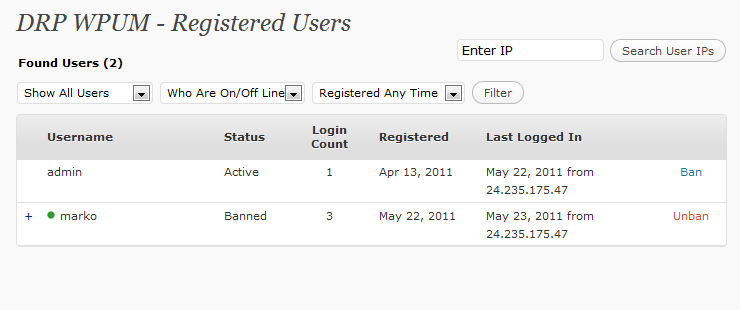 DRP WPUM - Registered Users
Enter IP Search User IPs
Found Users (2)
Show All Users Who Are On/Off Line Registered Any Time Filter
Username Status Login Count Registered Last Logged In
admin Active 1 Apr 13, 2011 May 22, 2011 from Ban
24.235.175.47
+ marko Banned 3 May 22, 2011 May 23, 2011 from Unban
24.235.175.47